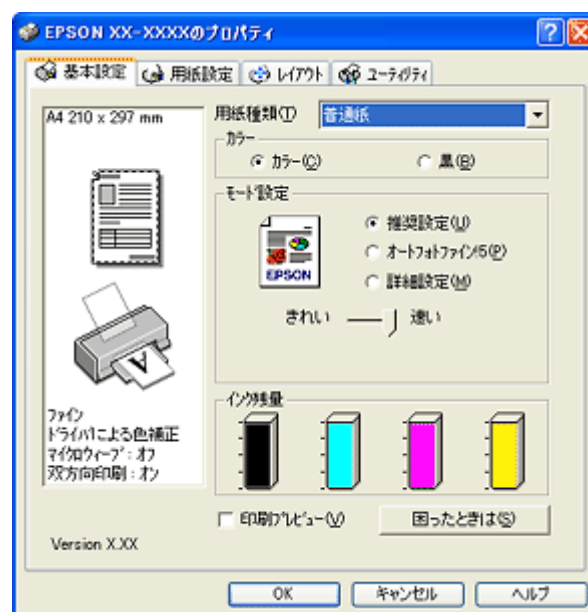 EPSON XX-XXXXのプロパティ
基本設定 用紙設定 レイアウト ユーティリティ
A4 210 x 297 mm
用紙種類(T) 普通紙
カラー
カラー(C) 黒(B)
モード設定
推奨設定(U)
オートフォトファイン!5(P)
詳細設定(M)
EPSON
きれい 速い
A
ファイン
ドライバによる色補正
マイクロウィーブ：オフ
双方向印刷：オン
インク残量
印刷プレビュー(V) 困ったときは(S)
Version X.XX
OK キャンセル ヘルプ